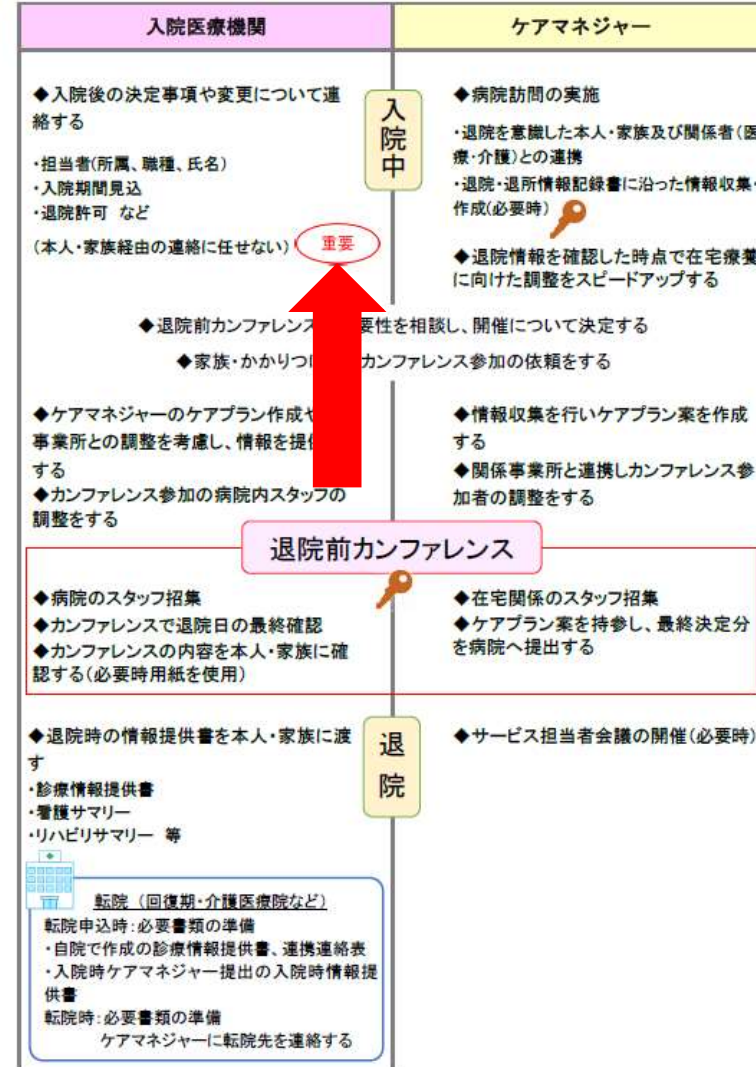 入院医療機関
ケアマネジャー
◆入院後の決定事項や変更について連
絡する
・担当者(所属、職種、氏名)
・入院期間見込
・退院許可 など
(本人・家族経由の連絡に任せない)
重要
入院中
◆病院訪問の実施
・退院を意識した本人・家族及び関係者(医
療・介護)との連携
・退院・退所情報記録書に沿った情報収集・
作成(必要時)
◆退院情報を確認した時点で在宅療養
に向けた調整をスピードアップする
◆退院前カンファレンス 要性を相談し、開催について決定する
◆家族・かかりつ カンファレンス参加の依頼をする
◆ケアマネジャーのケアプラン作成や
事業所との調整を考慮し、情報を提供
する
◆カンファレンス参加の病院内スタッフの
調整をする
◆情報収集を行いケアプラン案を作成
する
◆関係事業所と連携しカンファレンス参
加者の調整をする
退院前カンファレンス
◆病院のスタッフ招集
◆カンファレンスで退院日の最終確認
◆カンファレンスの内容を本人・家族に確
認する(必要時用紙を使用)
◆在宅関係のスタッフ招集
◆ケアプラン案を持参し、最終決定分
を病院へ提出する
退院
◆退院時の情報提供書を本人・家族に渡
す
・診療情報提供書
・看護サマリー
・リハビリサマリー 等
◆サービス担当者会議の開催(必要時)
転院 (回復期・介護医療院など)
転院申込時:必要書類の準備
・自院で作成の診療情報提供書、連携連絡表
・入院時ケアマネジャー提出の入院時情報提
供書
転院時:必要書類の準備
ケアマネジャーに転院先を連絡する